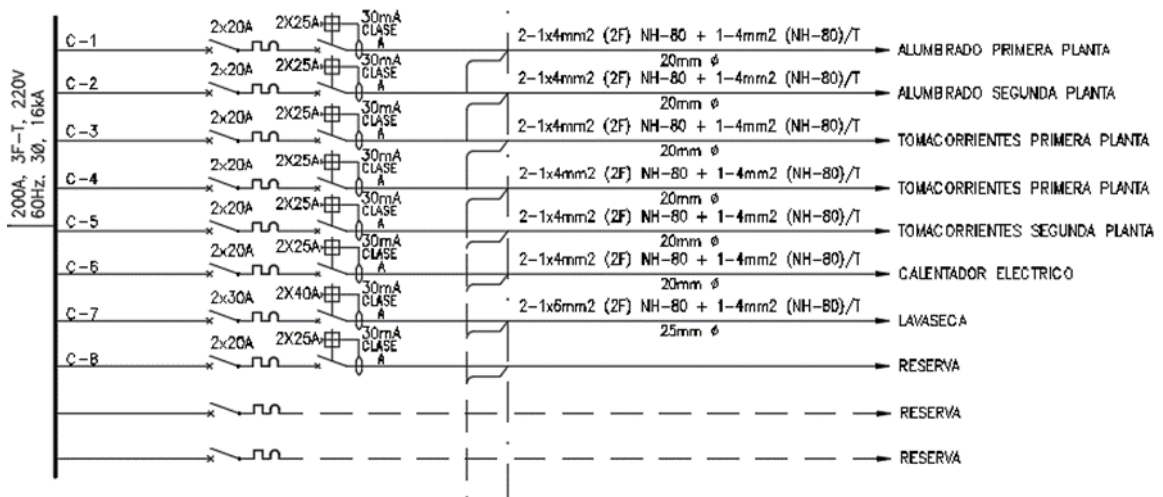 200A, 3F-T, 220V
60Hz, 3Ø, 16kA
C-1 2x20A 2X25A 30mA CLASE A 2-1x4mm2 (2F) NH-80 + 1-4mm2 (NH-80)/T 20mm ø ALUMBRADO PRIMERA PLANTA
C-2 2x20A 2X25A 30mA CLASE A 2-1x4mm2 (2F) NH-80 + 1-4mm2 (NH-80)/T 20mm ø ALUMBRADO SEGUNDA PLANTA
C-3 2x20A 2X25A 30mA CLASE A 2-1x4mm2 (2F) NH-80 + 1-4mm2 (NH-80)/T 20mm ø TOMACORRIENTES PRIMERA PLANTA
C-4 2x20A 2X25A 30mA CLASE A 2-1x4mm2 (2F) NH-80 + 1-4mm2 (NH-80)/T 20mm ø TOMACORRIENTES PRIMERA PLANTA
C-5 2x20A 2X25A 30mA CLASE A 2-1x4mm2 (2F) NH-80 + 1-4mm2 (NH-80)/T 20mm ø TOMACORRIENTES SEGUNDA PLANTA
C-6 2x20A 2X25A 30mA CLASE A 2-1x4mm2 (2F) NH-80 + 1-4mm2 (NH-80)/T 20mm ø CALENTADOR ELECTRICO
C-7 2x30A 2X40A 30mA CLASE A 2-1x6mm2 (2F) NH-80 + 1-4mm2 (NH-80)/T 25mm ø LAVASECA
C-8 2x20A 2X25A 30mA CLASE A RESERVA
RESERVA
RESERVA